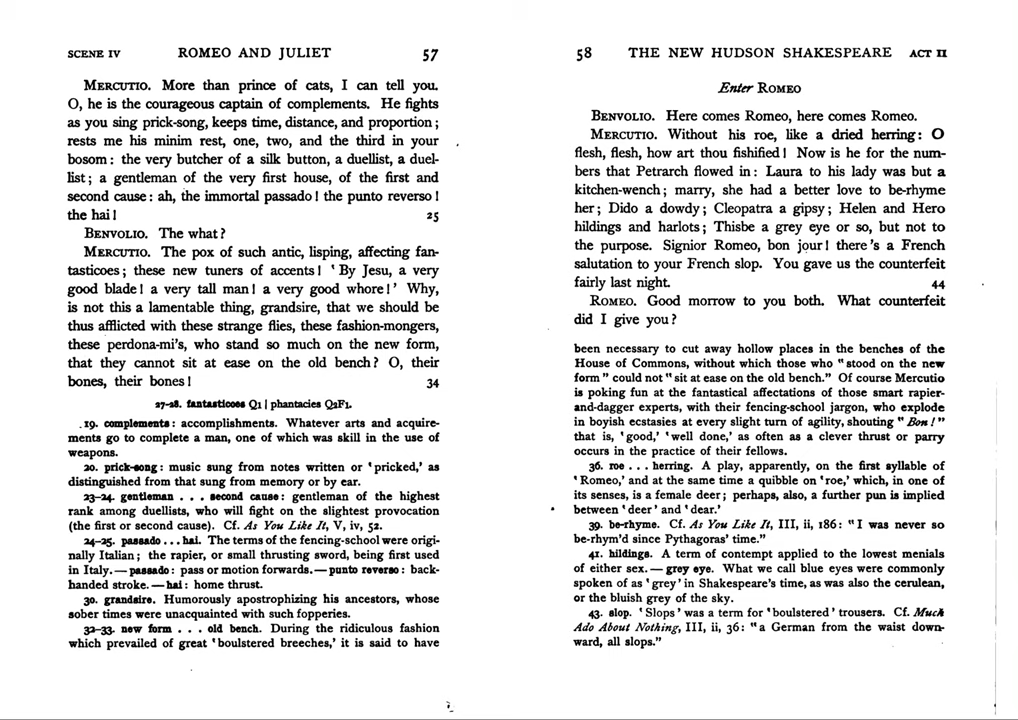 SCENE IV ROMEO AND JULIET 57
MERCUTIO. More than prince of cats, I can tell you.
O, he is the courageous captain of complements. He fights
as you sing prick-song, keeps time, distance, and proportion;
rests me his minim rest, one, two, and the third in your
bosom: the very butcher of a silk button, a duellist, a duel-
list; a gentleman of the very first house, of the first and
second cause: ah, the immortal passado! the punto reverso!
the hai! 25
BENVOLIO. The what?
MERCUTIO. The pox of such antic, lisping, affecting fan-
tasticoes; these new tuners of accents! 'By Jesu, a very
good blade! a very tall man! a very good whore!' Why,
is not this a lamentable thing, grandsire, that we should be
thus afflicted with these strange flies, these fashion-mongers,
these perdona-mi's, who stand so much on the new form,
that they cannot sit at ease on the old bench? O, their
bones, their bones! 34
27-28. fantasticoes Q1 | phantacies Q2F1.
19. complements: accomplishments. Whatever arts and acquire-
ments go to complete a man, one of which was skill in the use of
weapons.
20. prick-song: music sung from notes written or 'pricked,' as
distinguished from that sung from memory or by ear.
23-24. gentleman . . . second cause: gentleman of the highest
rank among duellists, who will fight on the slightest provocation
(the first or second cause). Cf. As You Like It, V, iv, 52.
24-25. passado . . . hai. The terms of the fencing-school were origi-
nally Italian; the rapier, or small thrusting sword, being first used
in Italy.—passado: pass or motion forwards.—punto reverso: back-
handed stroke.—hai: home thrust.
30. grandsire. Humorously apostrophizing his ancestors, whose
sober times were unacquainted with such fopperies.
32-33. new form . . . old bench. During the ridiculous fashion
which prevailed of great 'boulstered breeches,' it is said to have
58 THE NEW HUDSON SHAKESPEARE ACT II
Enter ROMEO
BENVOLIO. Here comes Romeo, here comes Romeo.
MERCUTIO. Without his roe, like a dried herring: O
flesh, flesh, how art thou fishified! Now is he for the num-
bers that Petrarch flowed in: Laura to his lady was but a
kitchen-wench; marry, she had a better love to be-rhyme
her; Dido a dowdy; Cleopatra a gipsy; Helen and Hero
hildings and harlots; Thisbe a grey eye or so, but not to
the purpose. Signior Romeo, bon jour! there's a French
salutation to your French slop. You gave us the counterfeit
fairly last night. 44
ROMEO. Good morrow to you both. What counterfeit
did I give you?
been necessary to cut away hollow places in the benches of the
House of Commons, without which those who "stood on the new
form" could not "sit at ease on the old bench." Of course Mercutio
is poking fun at the fantastical affectations of those smart rapier-
and-dagger experts, with their fencing-school jargon, who explode
in boyish ecstasies at every slight turn of agility, shouting "Bon!"
that is, 'good,' 'well done,' as often as a clever thrust or parry
occurs in the practice of their fellows.
36. roe . . . herring. A play, apparently, on the first syllable of
'Romeo,' and at the same time a quibble on 'roe,' which, in one of
its senses, is a female deer; perhaps, also, a further pun is implied
between 'deer' and 'dear.'
39. be-rhyme. Cf. As You Like It, III, ii, 186: "I was never so
be-rhym'd since Pythagoras' time."
41. hildings. A term of contempt applied to the lowest menials
of either sex.—grey eye. What we call blue eyes were commonly
spoken of as 'grey' in Shakespeare's time, as was also the cerulean,
or the bluish grey of the sky.
43. slop. 'Slops' was a term for 'boulstered' trousers. Cf. Much
Ado About Nothing, III, ii, 36: "a German from the waist down-
ward, all slops."